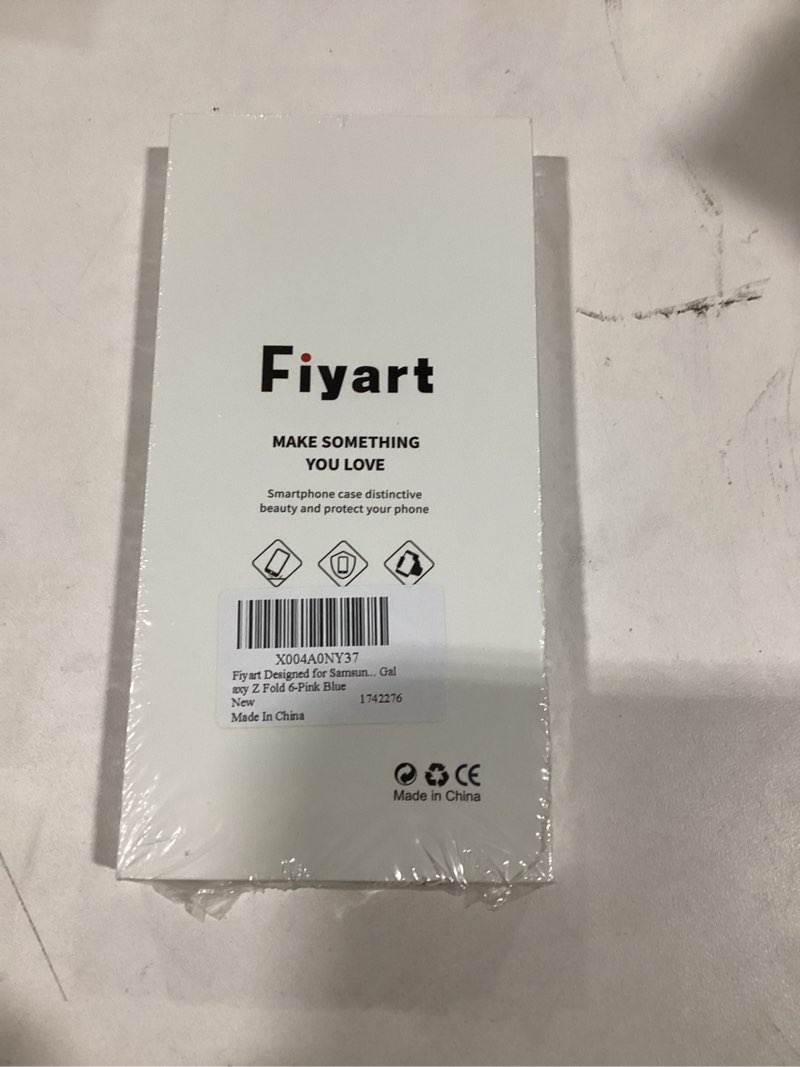 Fiyart
MAKE SOMETHING
YOU LOVE
Smartphone case distinctive
beauty and protect your phone
X004A0NY37
Fiyart Designed for Samsun... Gal
axy Z Fold 6-Pink Blue
New 1742276
Made In China
CE
Made in China